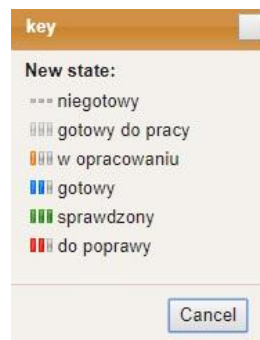 key
New state:
niegotowy
gotowy do pracy
w opracowaniu
gotowy
sprawdzony
do poprawy
Cancel